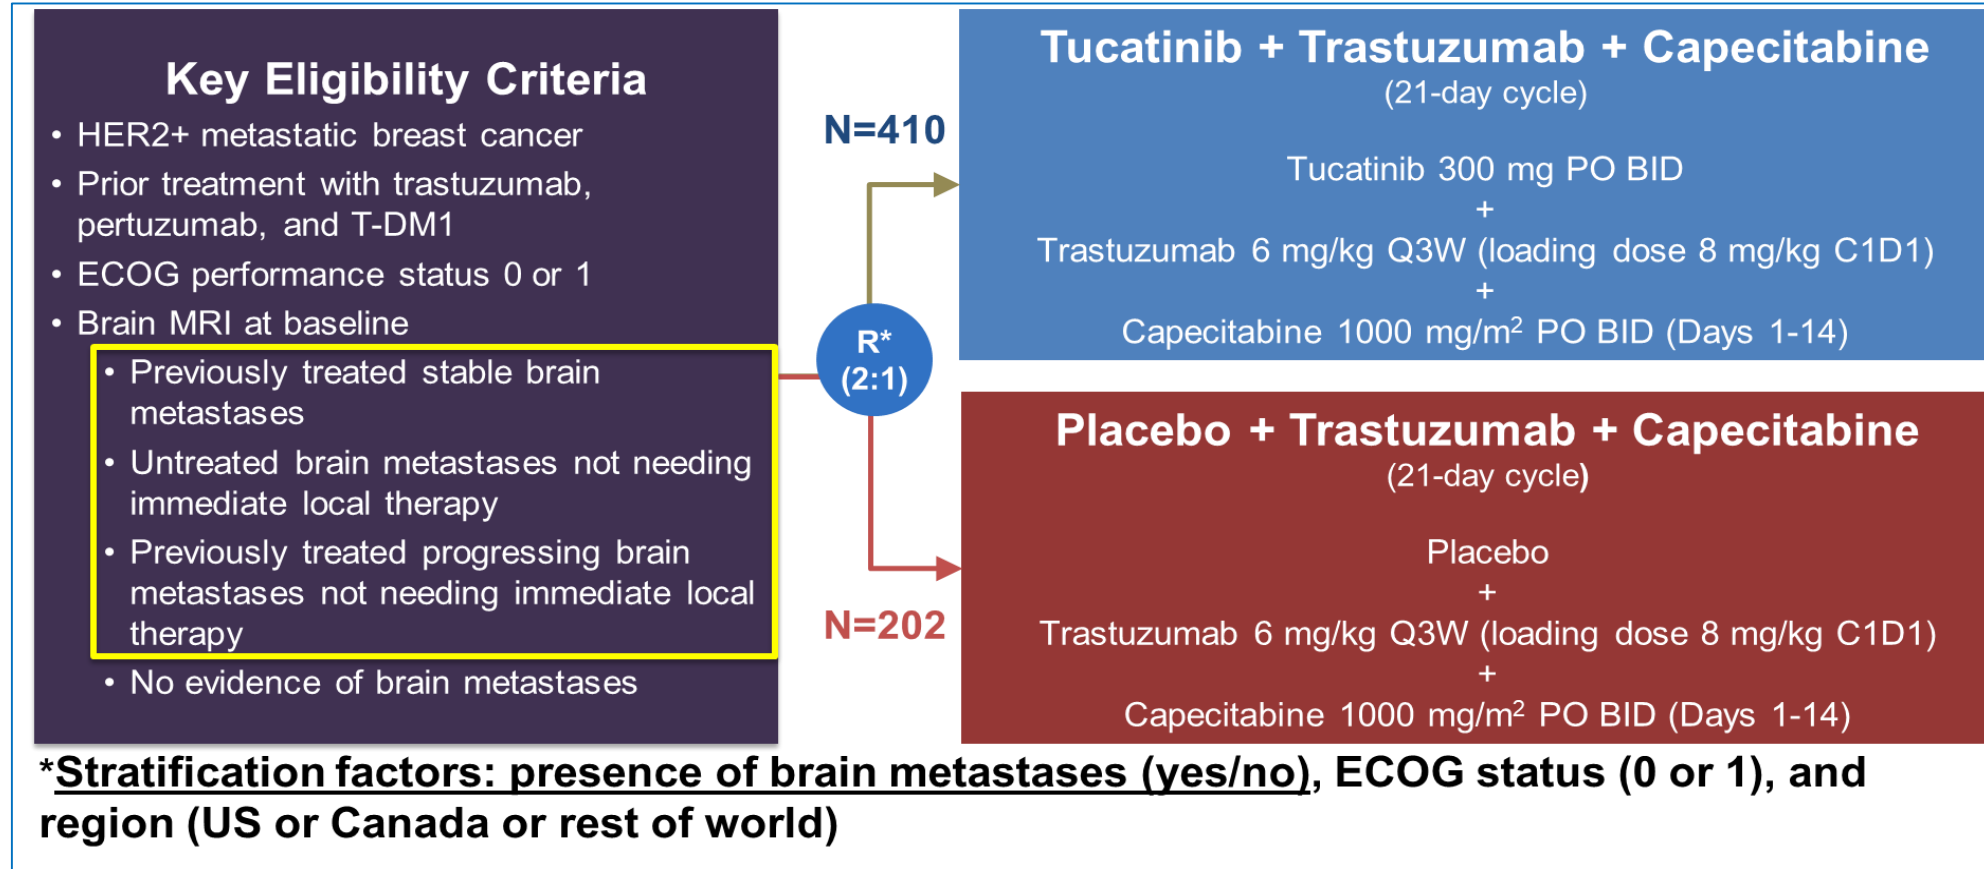 Key Eligibility Criteria
• HER2+ metastatic breast cancer
• Prior treatment with trastuzumab,
pertuzumab, and T-DM1
• ECOG performance status 0 or 1
• Brain MRI at baseline
• Previously treated stable brain
metastases
• Untreated brain metastases not needing
immediate local therapy
• Previously treated progressing brain
metastases not needing immediate local
therapy
• No evidence of brain metastases
R*
(2:1)
N=410
N=202
Tucatinib + Trastuzumab + Capecitabine
(21-day cycle)
Tucatinib 300 mg PO BID
+
Trastuzumab 6 mg/kg Q3W (loading dose 8 mg/kg C1D1)
+
Capecitabine 1000 mg/m² PO BID (Days 1-14)
Placebo + Trastuzumab + Capecitabine
(21-day cycle)
Placebo
+
Trastuzumab 6 mg/kg Q3W (loading dose 8 mg/kg C1D1)
+
Capecitabine 1000 mg/m² PO BID (Days 1-14)
*Stratification factors: presence of brain metastases (yes/no), ECOG status (0 or 1), and
region (US or Canada or rest of world)